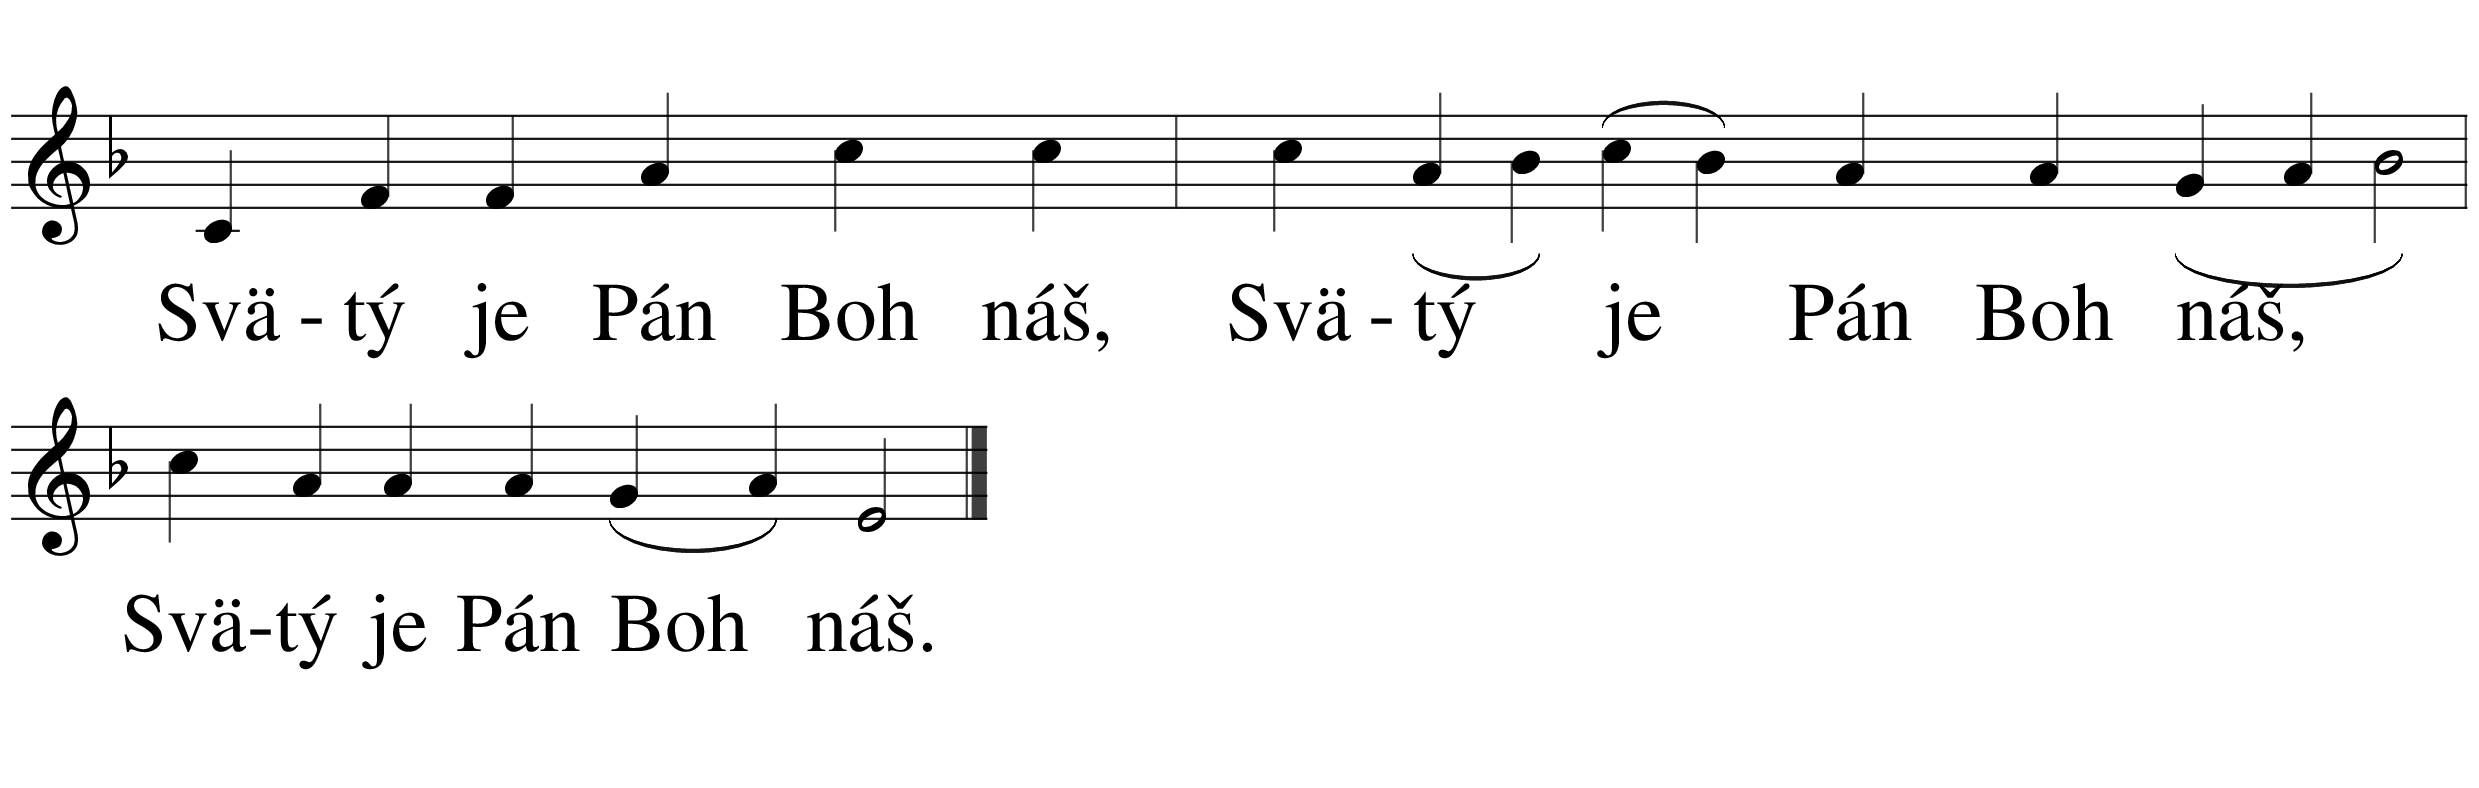 Svä - tý je Pán Boh náš, Svä - tý je Pán Boh náš,
Svä-tý je Pán Boh náš.